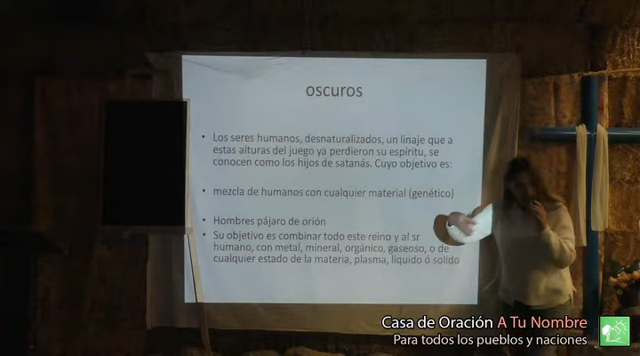 oscuros
• Los seres humanos, desnaturalizados, un linaje que a
estas alturas del juego ya perdieron su espíritu, se
conocen como los hijos de satanás. Cuyo objetivo es:
• mezcla de humanos con cualquier material (genético)
• Hombres pájaro de orión
• Su objetivo es combinar todo este reino y al
humano, con metal, mineral, orgánico, gaseoso, o de
cualquier estado de la materia, plasma, liquido ó solido
Casa de Oración A Tu Nombre
Para todos los pueblos y naciones